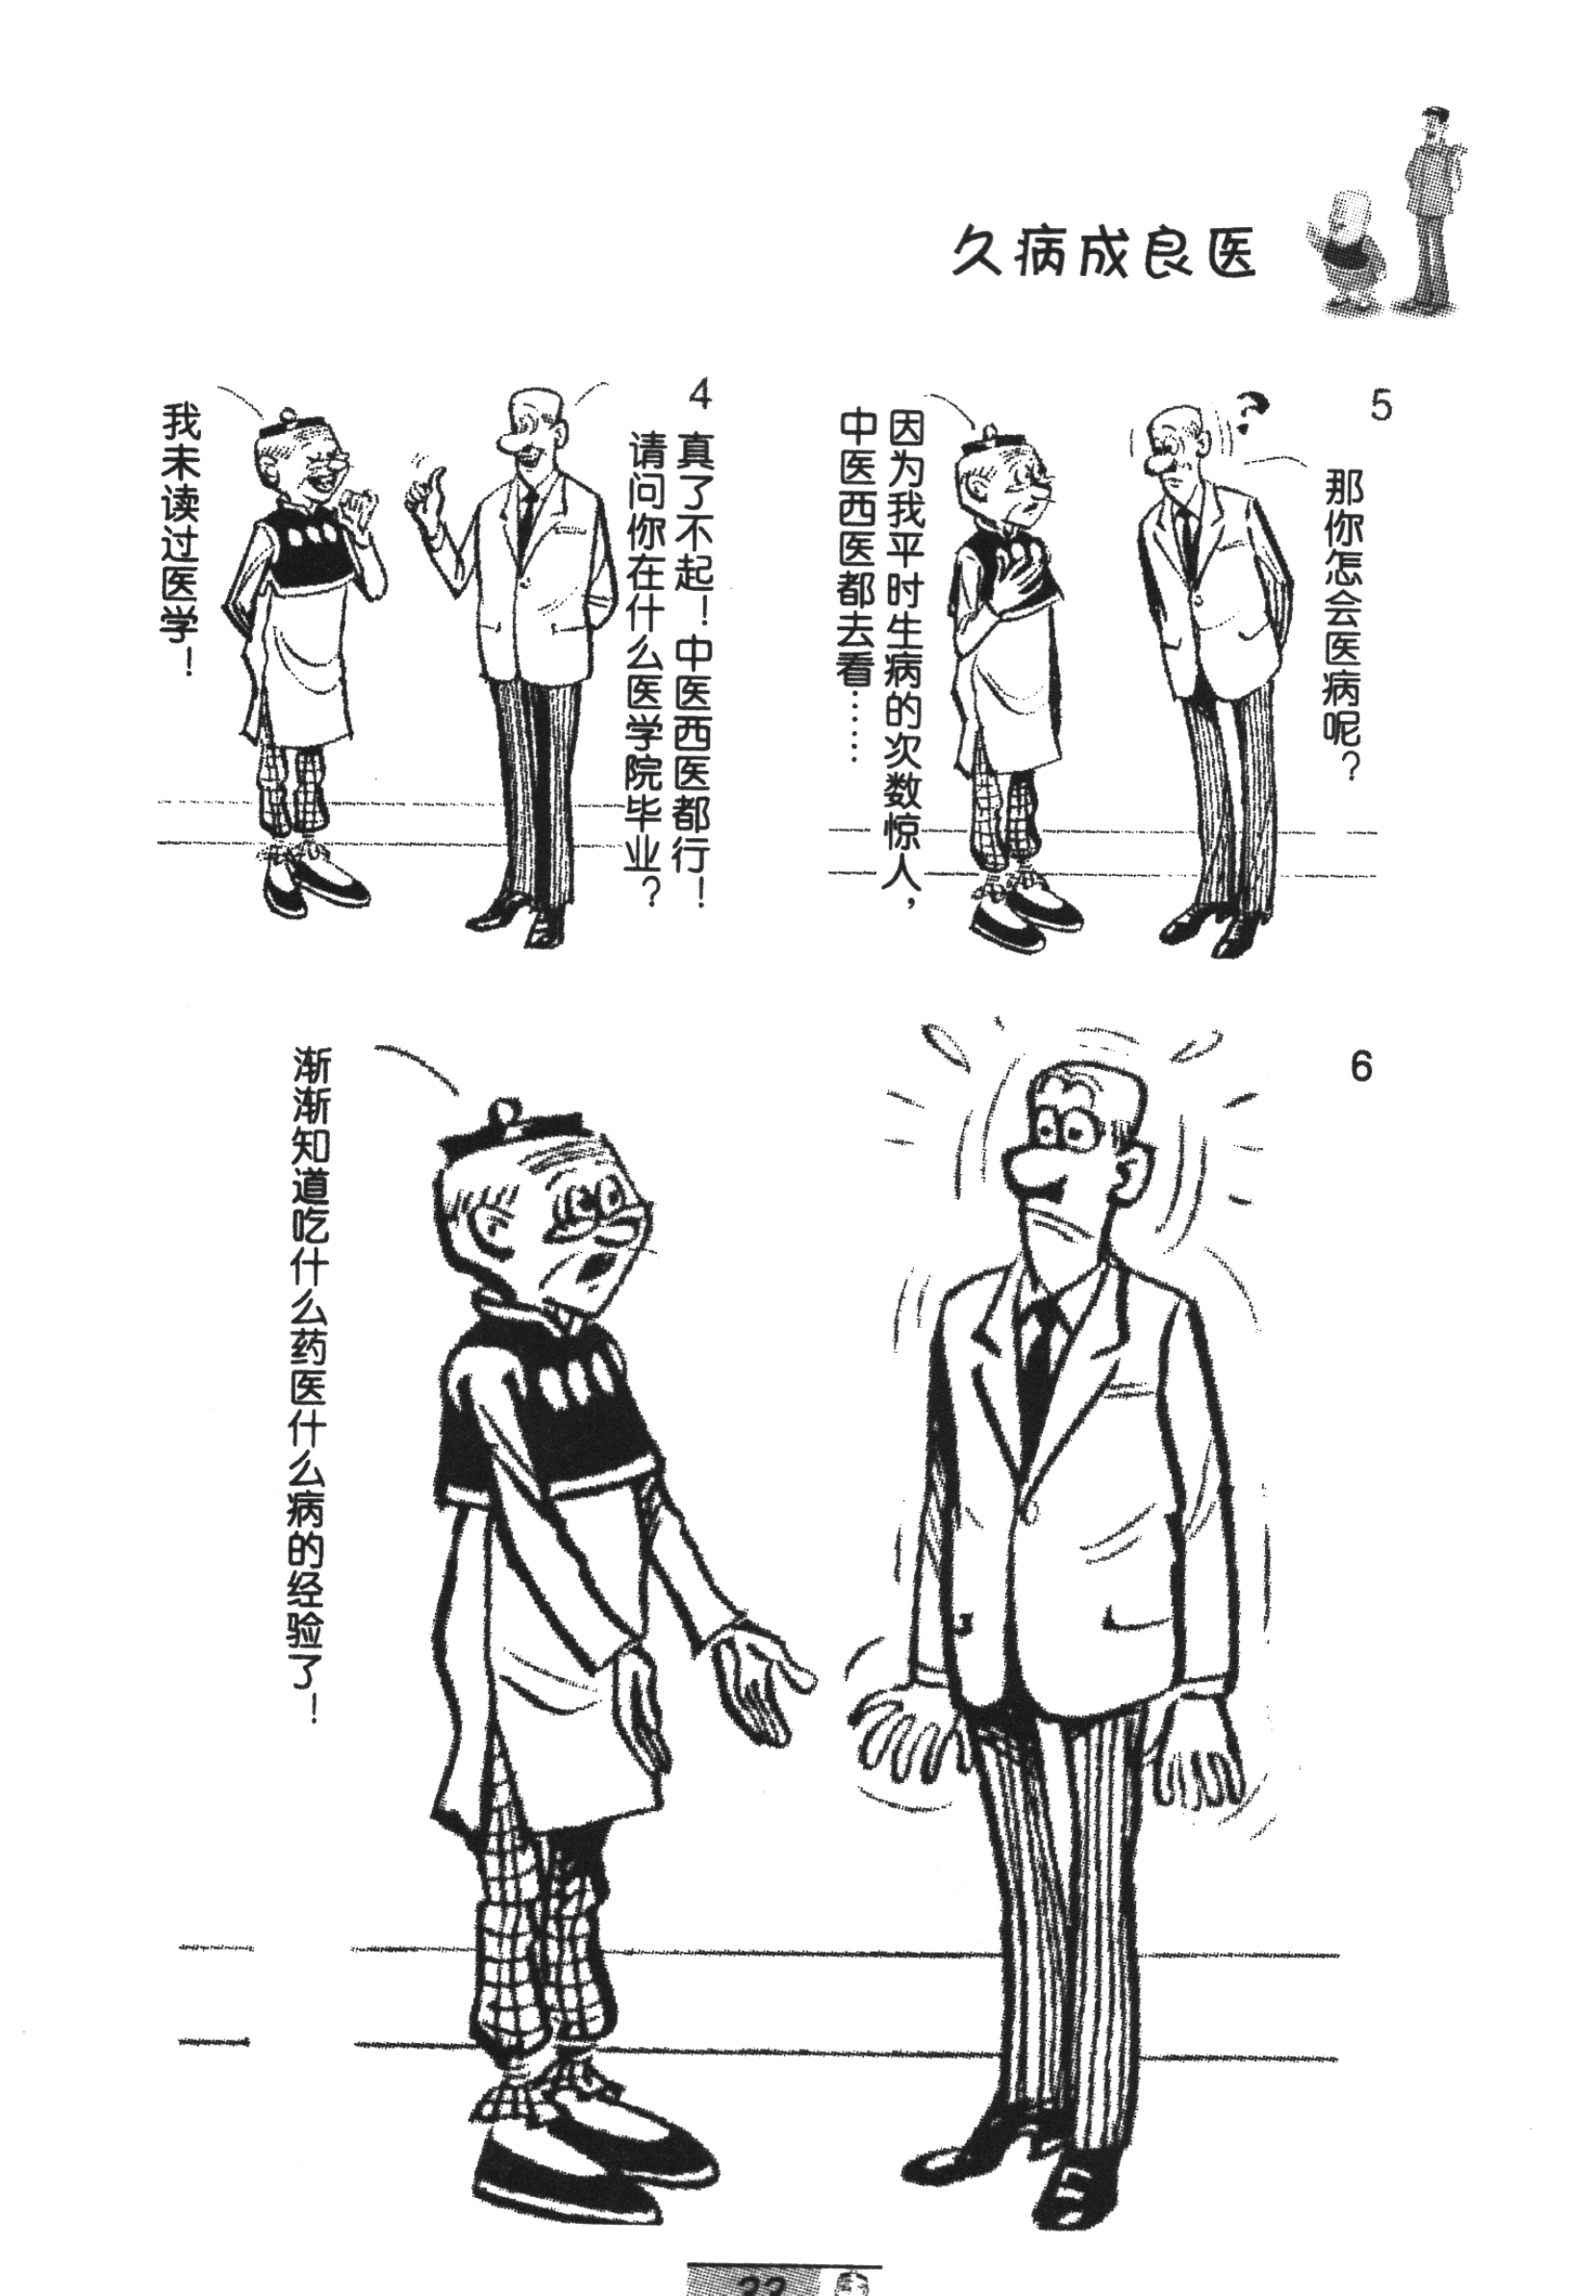 久病成良医
4
真了不起！中医西医都行！
请问你在什么医学院毕业？
我未读过医学！
5
那你怎会医病呢？
因为我平时生病的次数惊人，
中医西医都去看……
6
渐渐知道吃什么药医什么病的经验了！